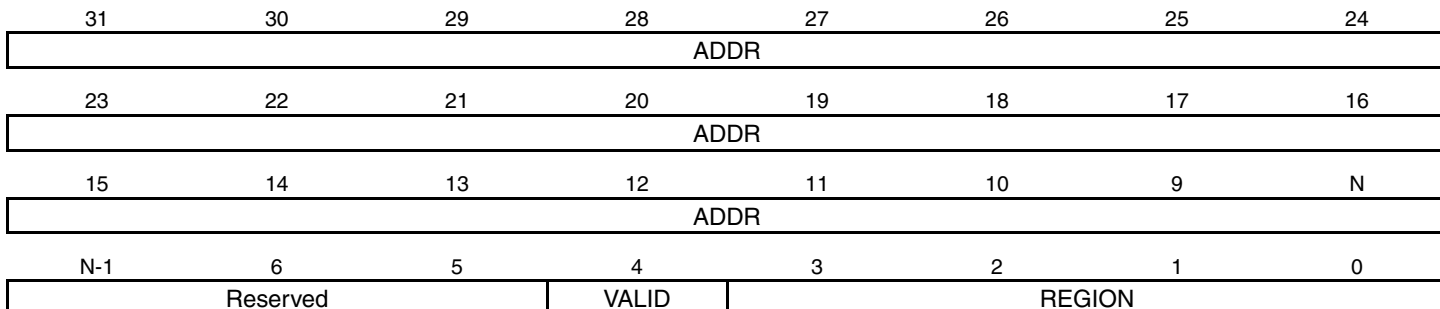 31 30 29 28 27 26 25 24
ADDR
23 22 21 20 19 18 17 16
ADDR
15 14 13 12 11 10 9 N
ADDR
N-1 6 5 4 3 2 1 0
Reserved VALID REGION